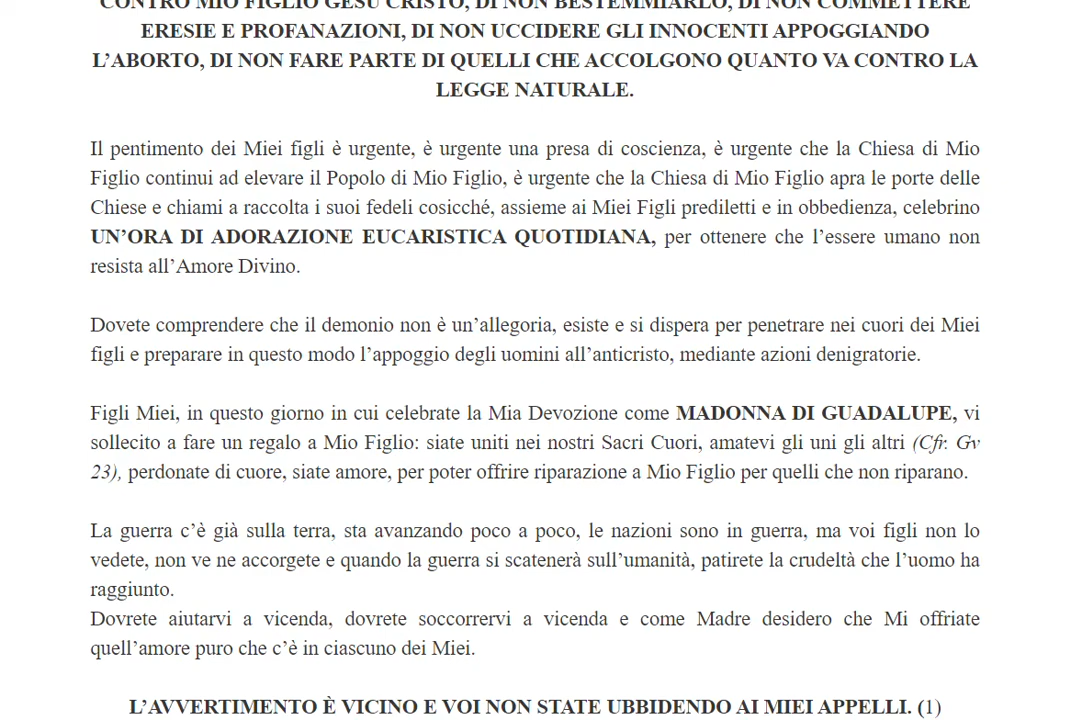 CONTRO MIO FIGLIO GESÙ CRISTO, DI NON BESTEMMIARLO, DI NON COMMETTERE
ERESIE E PROFANAZIONI, DI NON UCCIDERE GLI INNOCENTI APPOGGIANDO
L’ABORTO, DI NON FARE PARTE DI QUELLI CHE ACCOLGONO QUANTO VA CONTRO LA
LEGGE NATURALE.
Il pentimento dei Miei figli è urgente, è urgente una presa di coscienza, è urgente che la Chiesa di Mio
Figlio continui ad elevare il Popolo di Mio Figlio, è urgente che la Chiesa di Mio Figlio apra le porte delle
Chiese e chiami a raccolta i suoi fedeli cosicché, assieme ai Miei Figli prediletti e in obbedienza, celebrino
UN’ORA DI ADORAZIONE EUCARISTICA QUOTIDIANA, per ottenere che l’essere umano non
resista all’Amore Divino.
Dovete comprendere che il demonio non è un’allegoria, esiste e si dispera per penetrare nei cuori dei Miei
figli e preparare in questo modo l’appoggio degli uomini all’anticristo, mediante azioni denigratorie.
Figli Miei, in questo giorno in cui celebrate la Mia Devozione come MADONNA DI GUADALUPE, vi
sollecito a fare un regalo a Mio Figlio: siate uniti nei nostri Sacri Cuori, amatevi gli uni gli altri (Cfr. Gv
23), perdonate di cuore, siate amore, per poter offrire riparazione a Mio Figlio per quelli che non riparano.
La guerra c’è già sulla terra, sta avanzando poco a poco, le nazioni sono in guerra, ma voi figli non lo
vedete, non ve ne accorgete e quando la guerra si scatenerà sull’umanità, patirete la crudeltà che l’uomo ha
raggiunto.
Dovrete aiutarvi a vicenda, dovrete soccorrervi a vicenda e come Madre desidero che Mi offriate
quell’amore puro che c’è in ciascuno dei Miei.
L’AVVERTIMENTO È VICINO E VOI NON STATE UBBIDENDO AI MIEI APPELLI. (1)